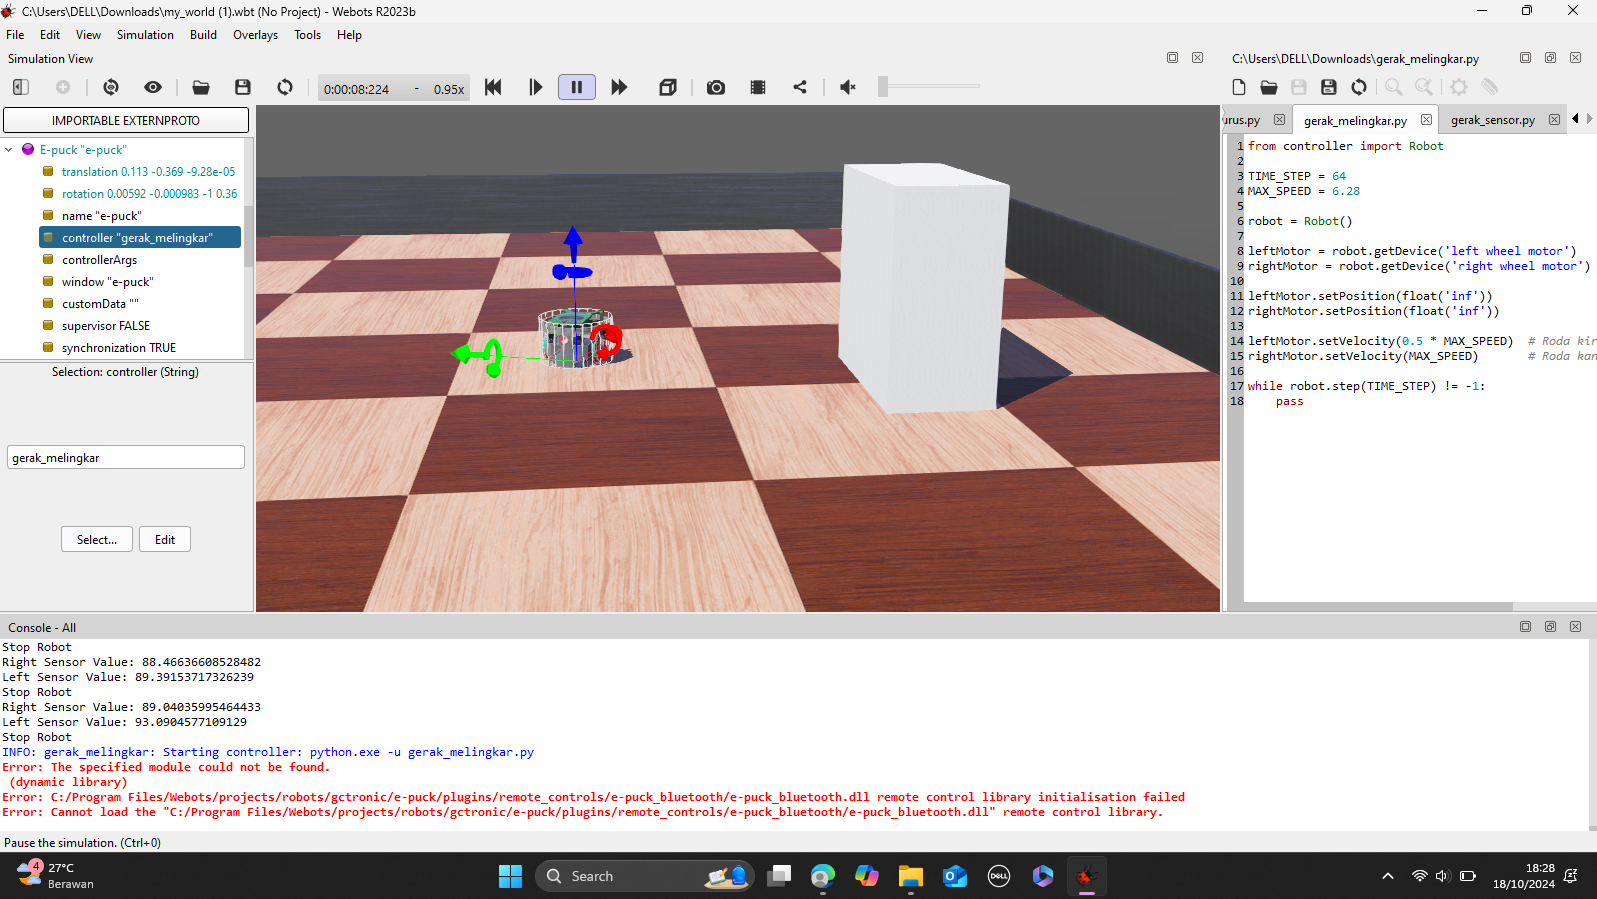 C:\Users\DELL\Downloads\my_world (1).wbt (No Project) - Webots R2023b
File Edit View Simulation Build Overlays Tools Help
Simulation View
C:\Users\DELL\Downloads\gerak_melingkar.py
0:00:08:224 - 0.95x
IMPORTABLE EXTERNPROTO
urus.py gerak_melingkar.py gerak_sensor.py
E-puck "e-puck"
translation 0.113 -0.369 -9.28e-05
rotation 0.00592 -0.000983 -1 0.36
name "e-puck"
controller "gerak_melingkar"
controllerArgs
window "e-puck"
customData ""
supervisor FALSE
synchronization TRUE
Selection: controller (String)
gerak_melingkar
Select... Edit
1 from controller import Robot
2
3 TIME_STEP = 64
4 MAX_SPEED = 6.28
5
6 robot = Robot()
7
8 leftMotor = robot.getDevice('left wheel motor')
9 rightMotor = robot.getDevice('right wheel motor')
10
11 leftMotor.setPosition(float('inf'))
12 rightMotor.setPosition(float('inf'))
13
14 leftMotor.setVelocity(0.5 * MAX_SPEED) # Roda kir
15 rightMotor.setVelocity(MAX_SPEED) # Roda kan
16
17 while robot.step(TIME_STEP) != -1:
18 pass
Console - All
Stop Robot
Right Sensor Value: 88.46636608528482
Left Sensor Value: 89.39153717326239
Stop Robot
Right Sensor Value: 89.04035995464433
Left Sensor Value: 93.0904577109129
Stop Robot
INFO: gerak_melingkar: Starting controller: python.exe -u gerak_melingkar.py
Error: The specified module could not be found.
(dynamic library)
Error: C:/Program Files/Webots/projects/robots/gctronic/e-puck/plugins/remote_controls/e-puck_bluetooth/e-puck_bluetooth.dll remote control library initialisation failed
Error: Cannot load the "C:/Program Files/Webots/projects/robots/gctronic/e-puck/plugins/remote_controls/e-puck_bluetooth/e-puck_bluetooth.dll" remote control library.
Pause the simulation. (Ctrl+0)
4
27°C
Berawan
Search
DELL
18:28
18/10/2024